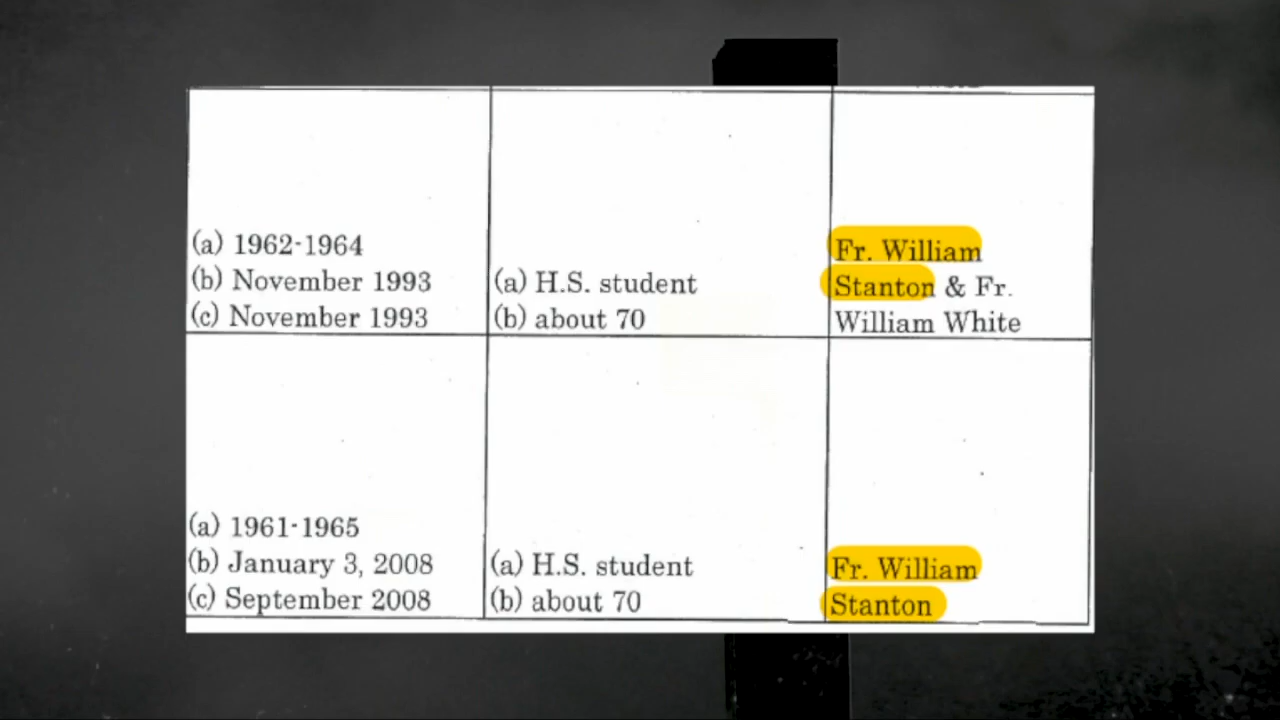 (a) 1962-1964
(b) November 1993
(c) November 1993
(a) H.S. student
(b) about 70
Fr. William
Stanton & Fr.
William White
(a) 1961-1965
(b) January 3, 2008
(c) September 2008
(a) H.S. student
(b) about 70
Fr. William
Stanton